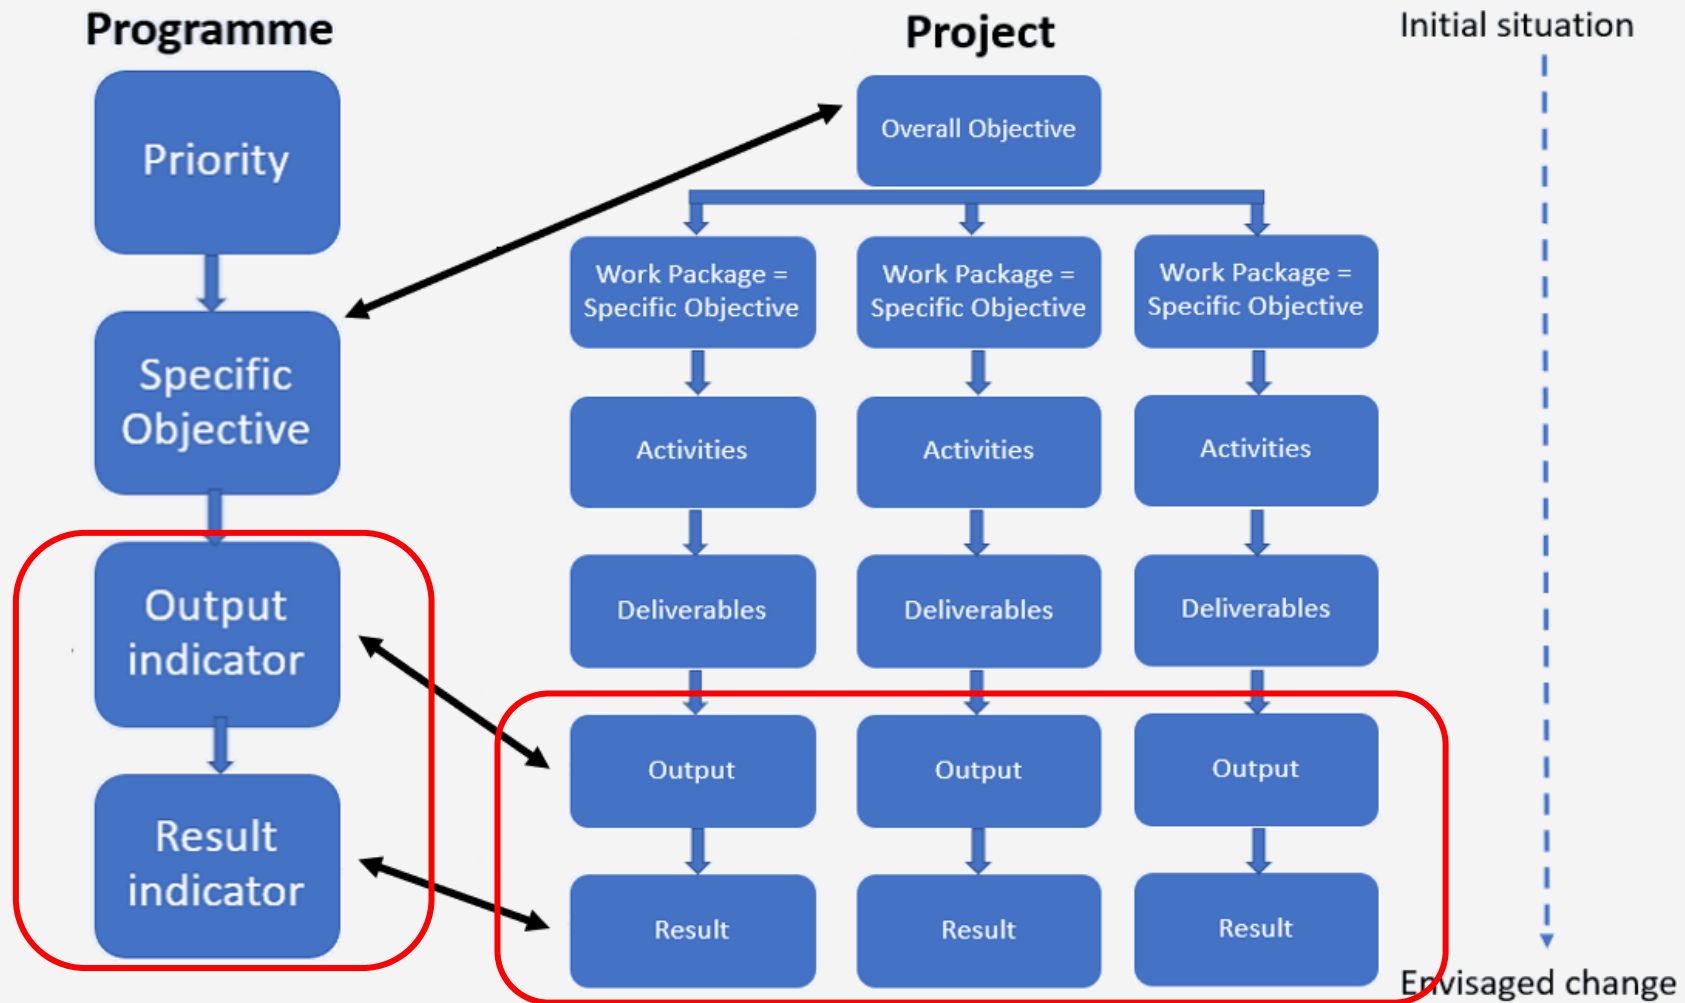 Programme
Priority
Specific
Objective
Output
indicator
Result
indicator
Project
Overall Objective
Work Package =
Specific Objective
Work Package =
Specific Objective
Work Package =
Specific Objective
Activities
Activities
Activities
Deliverables
Deliverables
Deliverables
Output
Output
Output
Result
Result
Result
Initial situation
Envisaged change